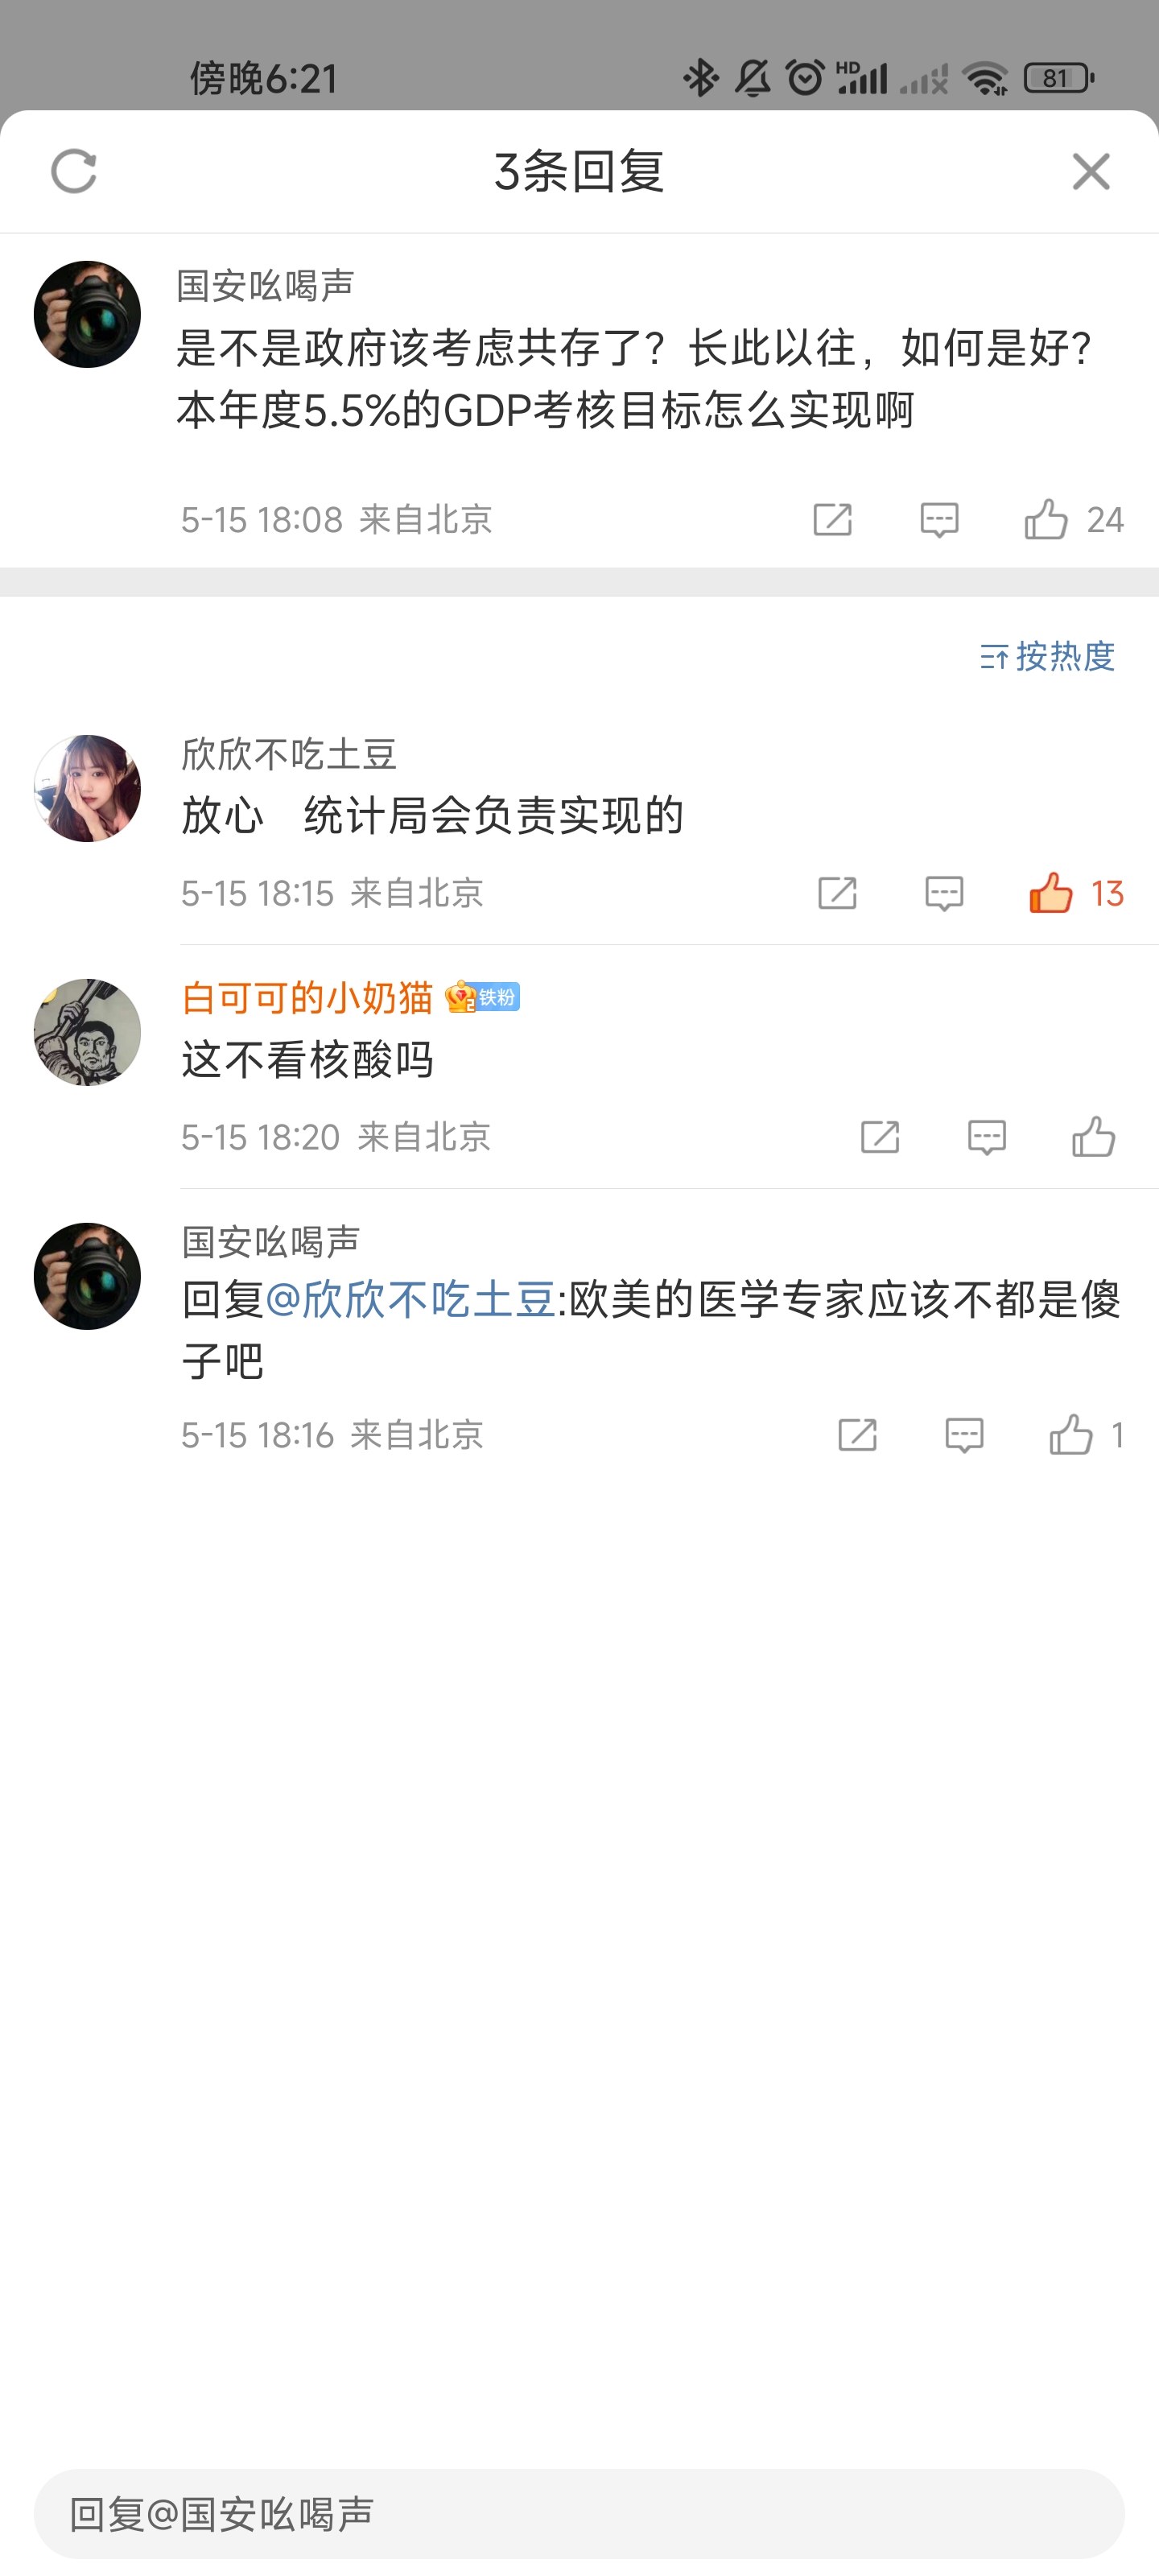 傍晚6:21
HD
81
3条回复
国安吆喝声
是不是政府该考虑共存了？长此以往，如何是好？
本年度5.5%的GDP考核目标怎么实现啊
5-15 18:08 来自北京
24
按热度
欣欣不吃土豆
放心 统计局会负责实现的
5-15 18:15 来自北京
13
白可可的小奶猫 2 铁粉
这不看核酸吗
5-15 18:20 来自北京
国安吆喝声
回复@欣欣不吃土豆:欧美的医学专家应该不都是傻
子吧
5-15 18:16 来自北京
1
回复@国安吆喝声